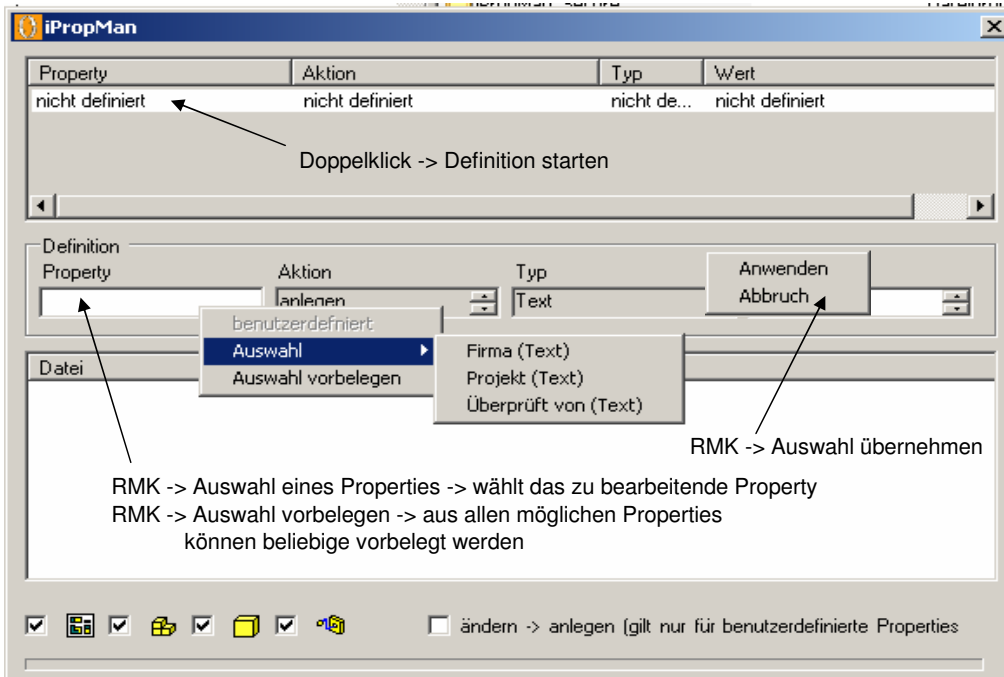 iPropMan
Property Aktion Typ Wert
nicht definiert nicht definiert nicht de... nicht definiert
Doppelklick -> Definition starten
Definition
Property Aktion Typ
anlegen Text
Anwenden
Abbruch
benutzerdefniert
Auswahl
Auswahl vorbelegen
Firma (Text)
Projekt (Text)
Überprüft von (Text)
Datei
RMK -> Auswahl übernehmen
RMK -> Auswahl eines Properties -> wählt das zu bearbeitende Property
RMK -> Auswahl vorbelegen -> aus allen möglichen Properties
können beliebige vorbelegt werden
ändern -> anlegen (gilt nur für benutzerdefinierte Properties